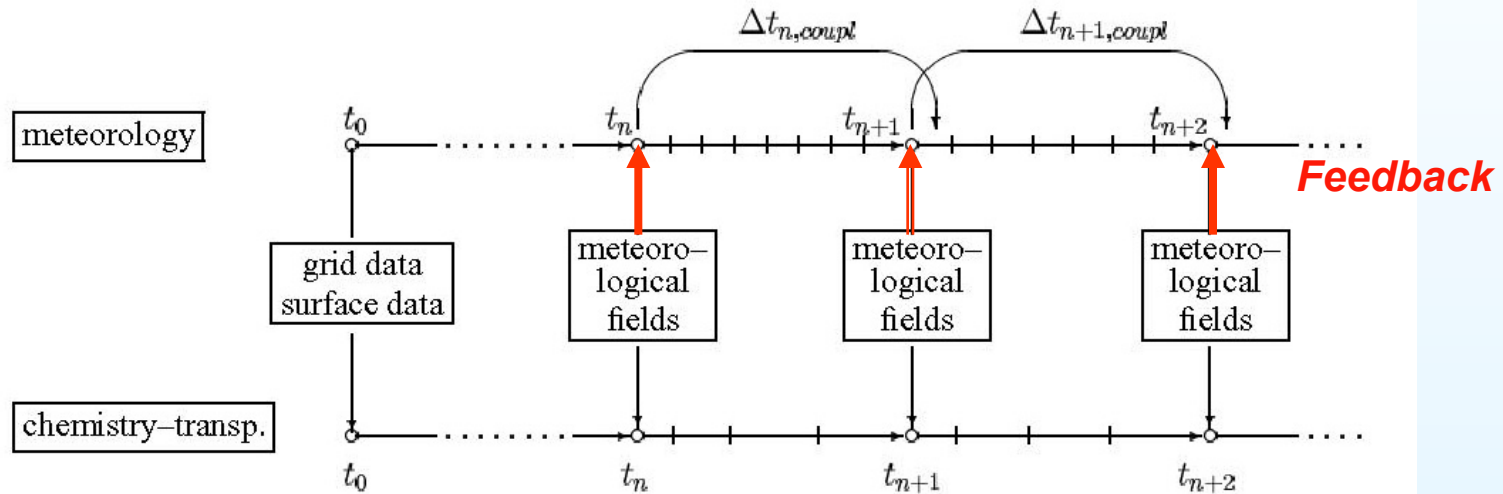 Δt_{n,coupl} Δt_{n+1,coupl}
meteorology
t_0 t_n t_{n+1} t_{n+2}
Feedback
grid data
surface data
meteoro–
logical
fields
meteoro–
logical
fields
meteoro–
logical
fields
chemistry–transp.
t_0 t_n t_{n+1} t_{n+2}